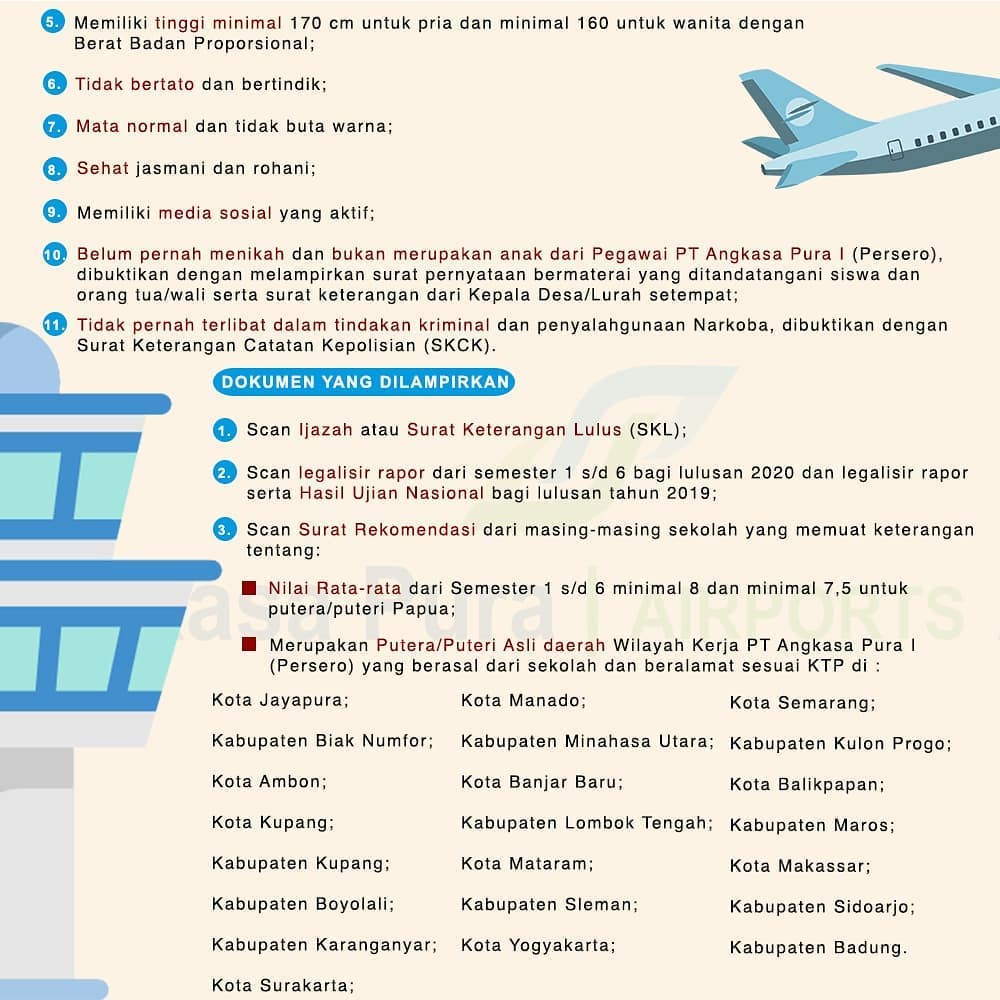 5. Memiliki tinggi minimal 170 cm untuk pria dan minimal 160 untuk wanita dengan
Berat Badan Proporsional;
6. Tidak bertato dan bertindik;
7. Mata normal dan tidak buta warna;
8. Sehat jasmani dan rohani;
9. Memiliki media sosial yang aktif;
10. Belum pernah menikah dan bukan merupakan anak dari Pegawai PT Angkasa Pura I (Persero),
dibuktikan dengan melampirkan surat pernyataan bermaterai yang ditandatangani siswa dan
orang tua/wali serta surat keterangan dari Kepala Desa/Lurah setempat;
11. Tidak pernah terlibat dalam tindakan kriminal dan penyalahgunaan Narkoba, dibuktikan dengan
Surat Keterangan Catatan Kepolisian (SKCK).
DOKUMEN YANG DILAMPIRKAN
1. Scan Ijazah atau Surat Keterangan Lulus (SKL);
2. Scan legalisir rapor dari semester 1 s/d 6 bagi lulusan 2020 dan legalisir rapor
serta Hasil Ujian Nasional bagi lulusan tahun 2019;
3. Scan Surat Rekomendasi dari masing-masing sekolah yang memuat keterangan
tentang:
Nilai Rata-rata dari Semester 1 s/d 6 minimal 8 dan minimal 7,5 untuk
putera/puteri Papua;
kasa Pura | AIRPORTS
Merupakan Putera/Puteri Asli daerah Wilayah Kerja PT Angkasa Pura I
(Persero) yang berasal dari sekolah dan beralamat sesuai KTP di :
Kota Jayapura;
Kabupaten Biak Numfor;
Kota Ambon;
Kota Kupang;
Kabupaten Kupang;
Kabupaten Boyolali;
Kabupaten Karanganyar;
Kota Surakarta;
Kota Manado;
Kabupaten Minahasa Utara;
Kota Banjar Baru;
Kabupaten Lombok Tengah;
Kota Mataram;
Kabupaten Sleman;
Kota Yogyakarta;
Kota Semarang;
Kabupaten Kulon Progo;
Kota Balikpapan;
Kabupaten Maros;
Kota Makassar;
Kabupaten Sidoarjo;
Kabupaten Badung.